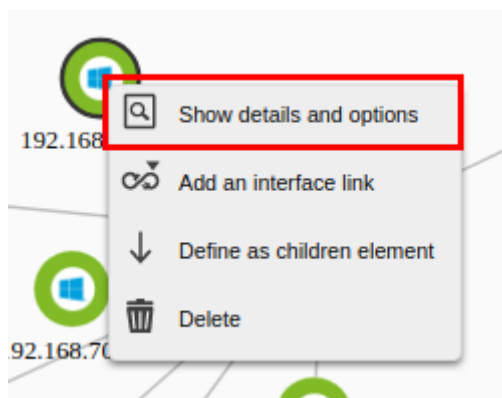 Show details and options
192.168
Add an interface link
Define as children element
Delete
92.168.70